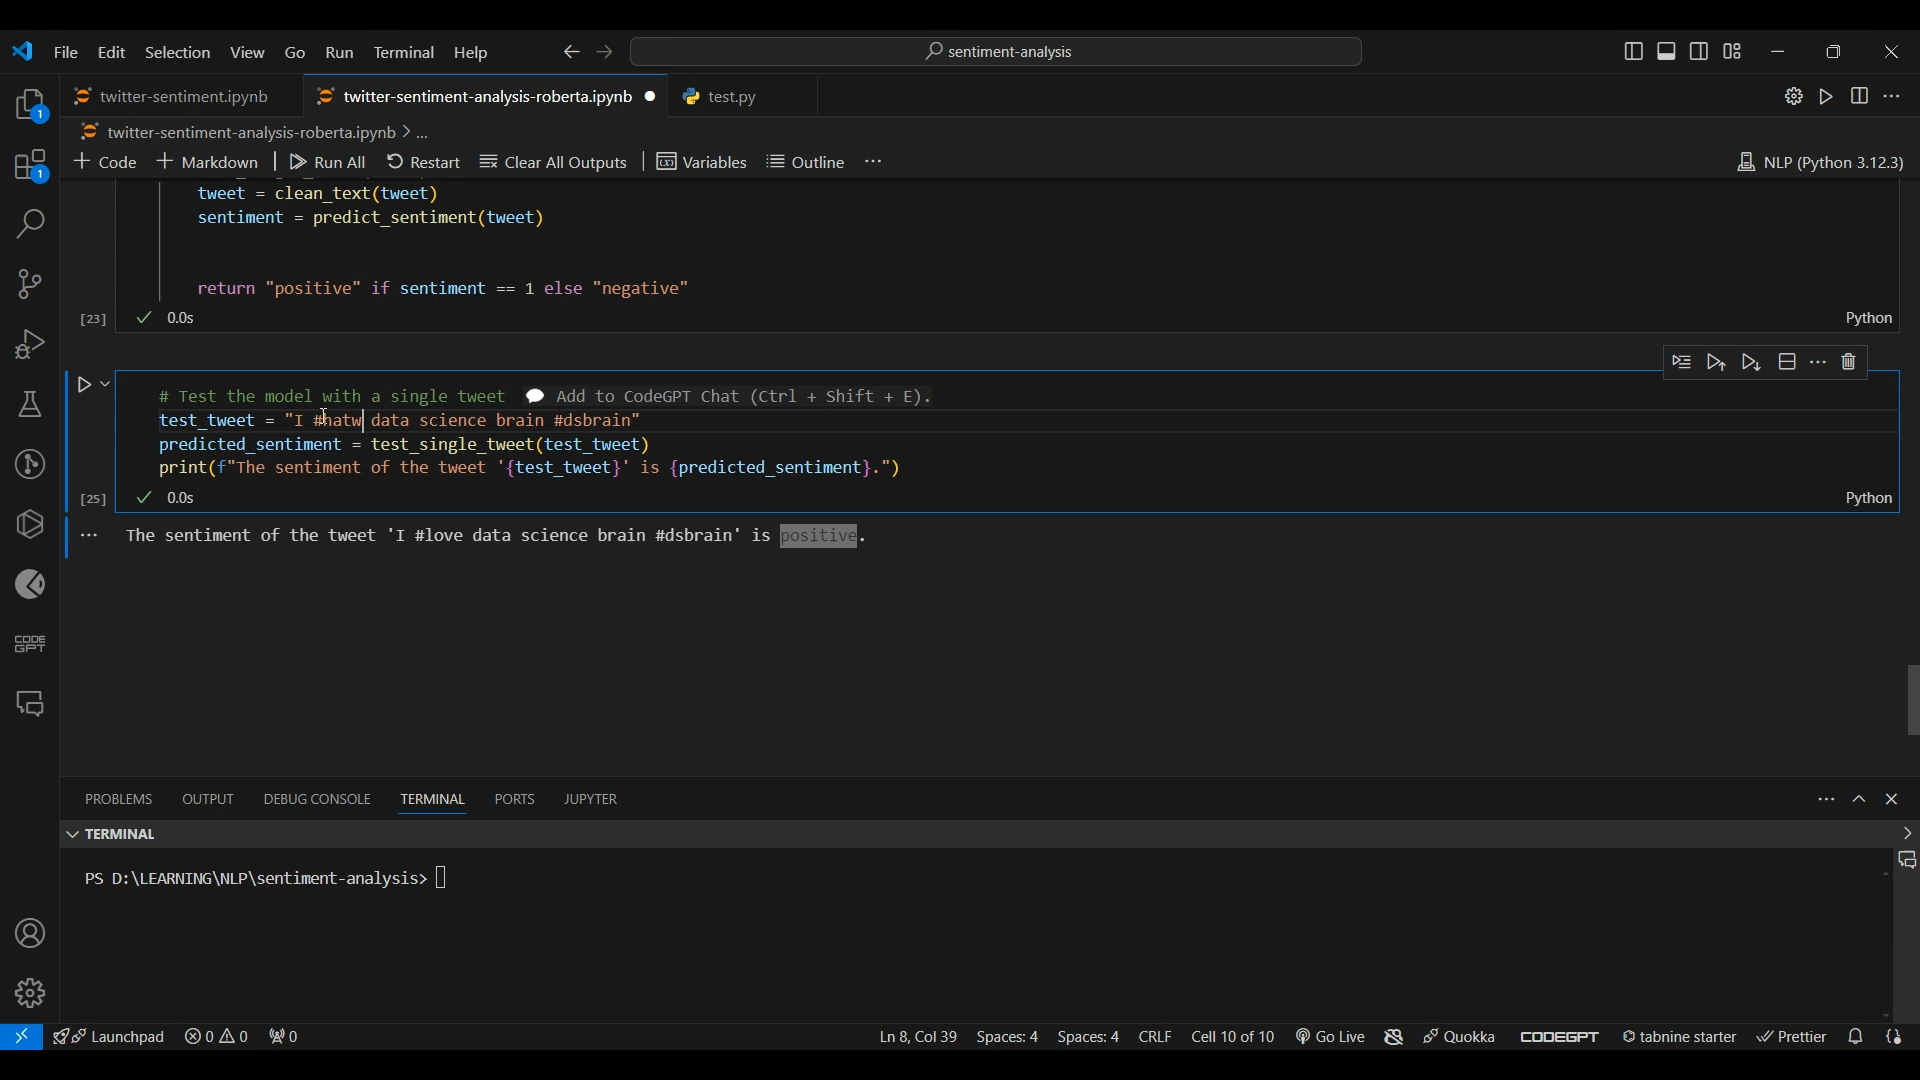 File Edit Selection View Go Run Terminal Help sentiment-analysis
twitter-sentiment.ipynb twitter-sentiment-analysis-roberta.ipynb test.py
twitter-sentiment-analysis-roberta.ipynb > ...
+ Code + Markdown Run All Restart Clear All Outputs Variables Outline ... NLP (Python 3.12.3)
tweet = clean_text(tweet)
sentiment = predict_sentiment(tweet)
return "positive" if sentiment == 1 else "negative"
[23] 0.0s Python
# Test the model with a single tweet Add to CodeGPT Chat (Ctrl + Shift + E).
test_tweet = "I #hatw data science brain #dsbrain"
predicted_sentiment = test_single_tweet(test_tweet)
print(f"The sentiment of the tweet '{test_tweet}' is {predicted_sentiment}.")
[25] 0.0s Python
... The sentiment of the tweet 'I #love data science brain #dsbrain' is positive.
PROBLEMS OUTPUT DEBUG CONSOLE TERMINAL PORTS JUPYTER
TERMINAL
PS D:\LEARNING\NLP\sentiment-analysis>
CODE
GPT
Launchpad 0 0 0 Ln 8, Col 39 Spaces: 4 Spaces: 4 CRLF Cell 10 of 10 Go Live Quokka CODEGPT tabnine starter Prettier